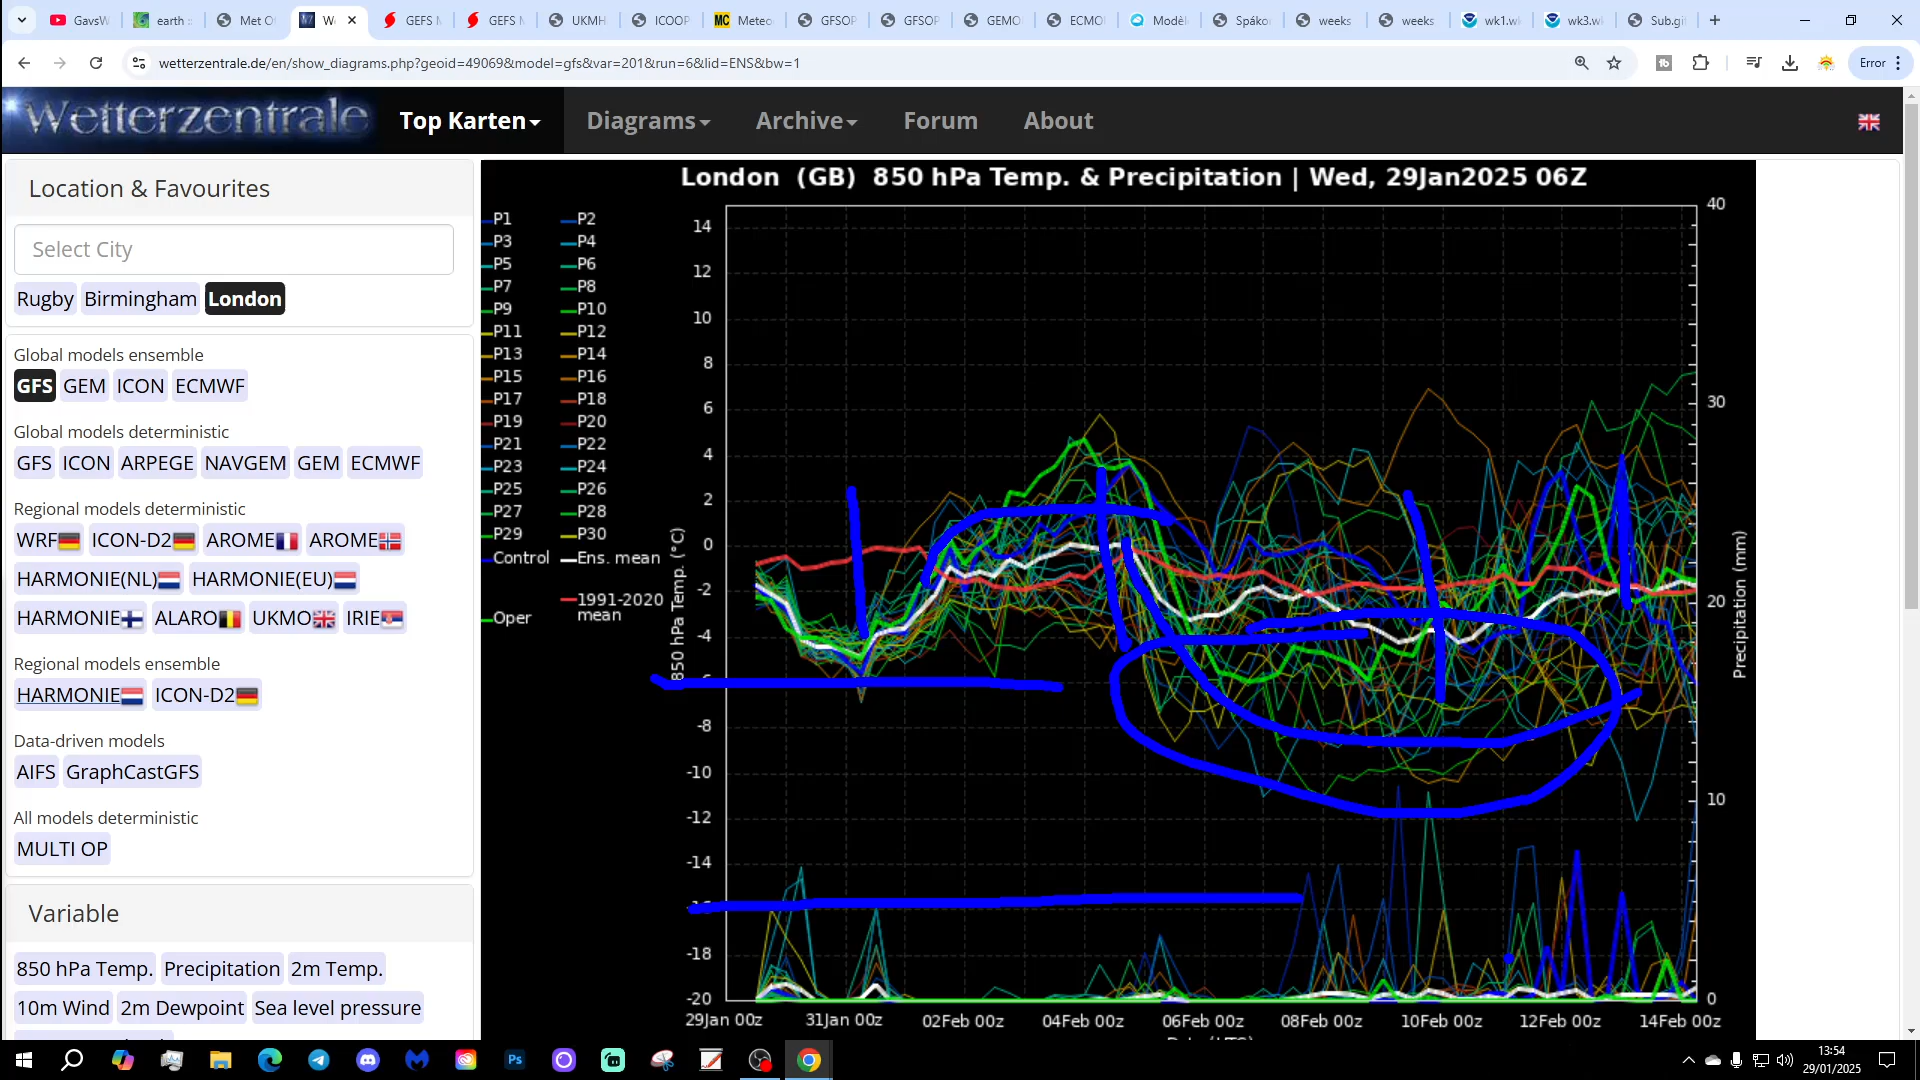 GavsW
earth :
Met Of
We
GEFS M
GEFS M
UKMH
ICOOP
MC Meteo
GFSOP
GFSOP
GEMO
ECMO
Modèl
Spáko
weeks
weeks
wk1.w
wk3.w
Sub.gi
wetterzentrale.de/en/show_diagrams.php?geoid=49069&model=gfs&var=201&run=6&lid=ENS&bw=1
Error
Wetterzentrale
Top Karten
Diagrams
Archive
Forum
About
Location & Favourites
Select City
Rugby Birmingham London
Global models ensemble
GFS GEM ICON ECMWF
Global models deterministic
GFS ICON ARPEGE NAVGEM GEM ECMWF
Regional models deterministic
WRF ICON-D2 AROME AROME
HARMONIE(NL) HARMONIE(EU)
HARMONIE ALARO UKMO IRIE
Regional models ensemble
HARMONIE ICON-D2
Data-driven models
AIFS GraphCastGFS
All models deterministic
MULTI OP
Variable
850 hPa Temp. Precipitation 2m Temp.
10m Wind 2m Dewpoint Sea level pressure
London (GB) 850 hPa Temp. & Precipitation | Wed, 29Jan2025 06Z
P1 P2
P3 P4
P5 P6
P7 P8
P9 P10
P11 P12
P13 P14
P15 P16
P17 P18
P19 P20
P21 P22
P23 P24
P25 P26
P27 P28
P29 P30
Control Ens. mean
1991-2020
mean
Oper
850 hPa Temp. (°C)
14
12
10
8
6
4
2
0
-2
-4
-8
-10
-12
-14
-18
-20
40
30
20
10
0
Precipitation (mm)
29Jan 00z 31Jan 00z 02Feb 00z 04Feb 00z 06Feb 00z 08Feb 00z 10Feb 00z 12Feb 00z 14Feb 00z
Ps
13:54
29/01/2025